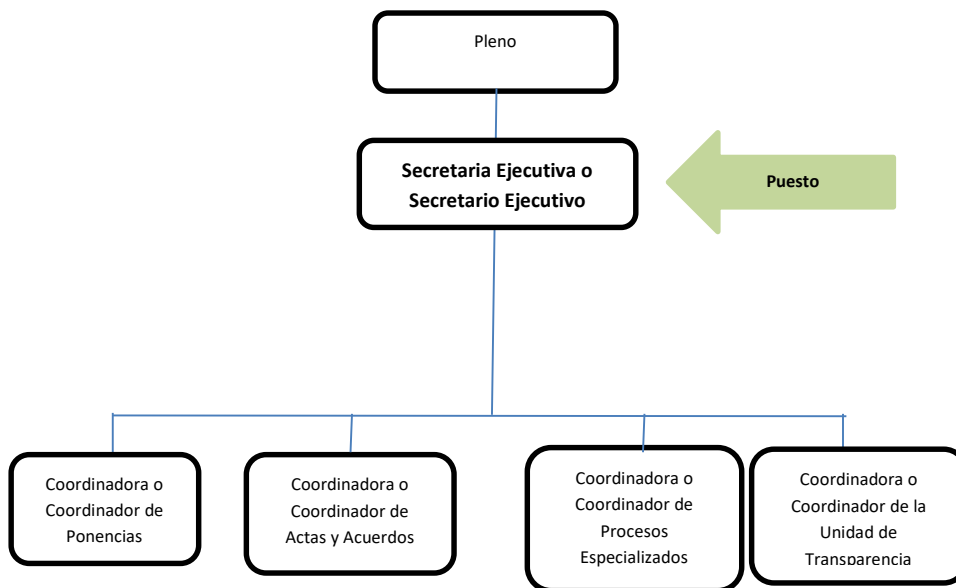 Pleno
Secretaria Ejecutiva o
Secretario Ejecutivo
Puesto
Coordinadora o
Coordinador de
Ponencias
Coordinadora o
Coordinador de
Actas y Acuerdos
Coordinadora o
Coordinador de
Procesos
Especializados
Coordinadora o
Coordinador de la
Unidad de
Transparencia